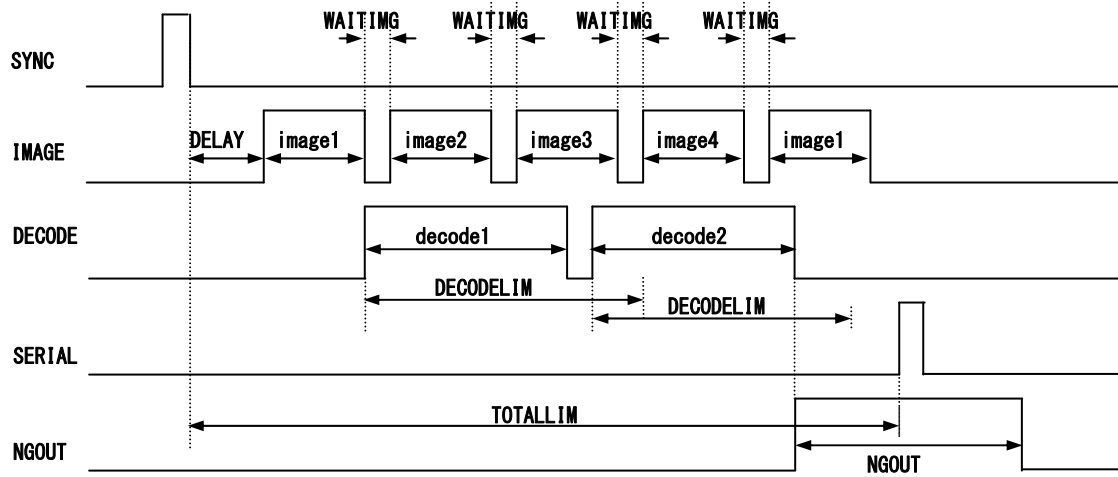 WAITIMG WAITIMG WAITIMG WAITIMG
SYNC
DELAY image1 image2 image3 image4 image1
IMAGE
DECODE decode1 decode2
DECODELIM
DECODELIM
SERIAL
TOTALLIM
NGOUT
NGOUT